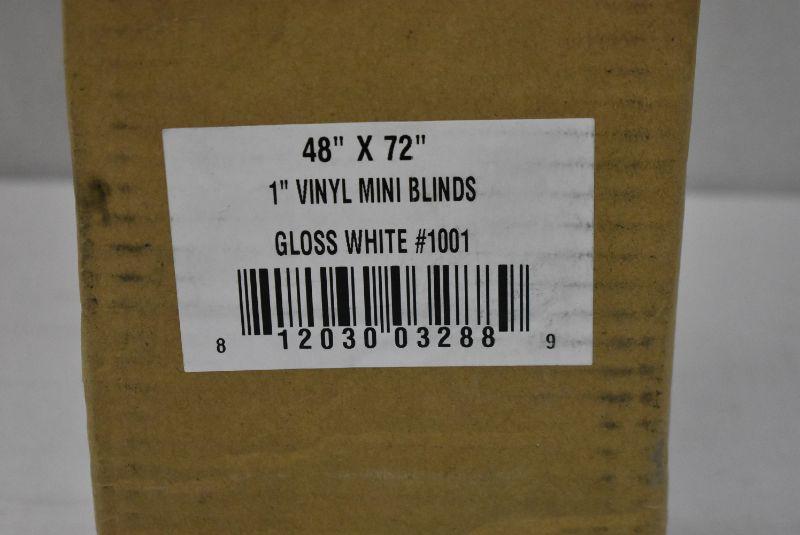 48" X 72"
1" VINYL MINI BLINDS
GLOSS WHITE #1001
8 12030 03288 9